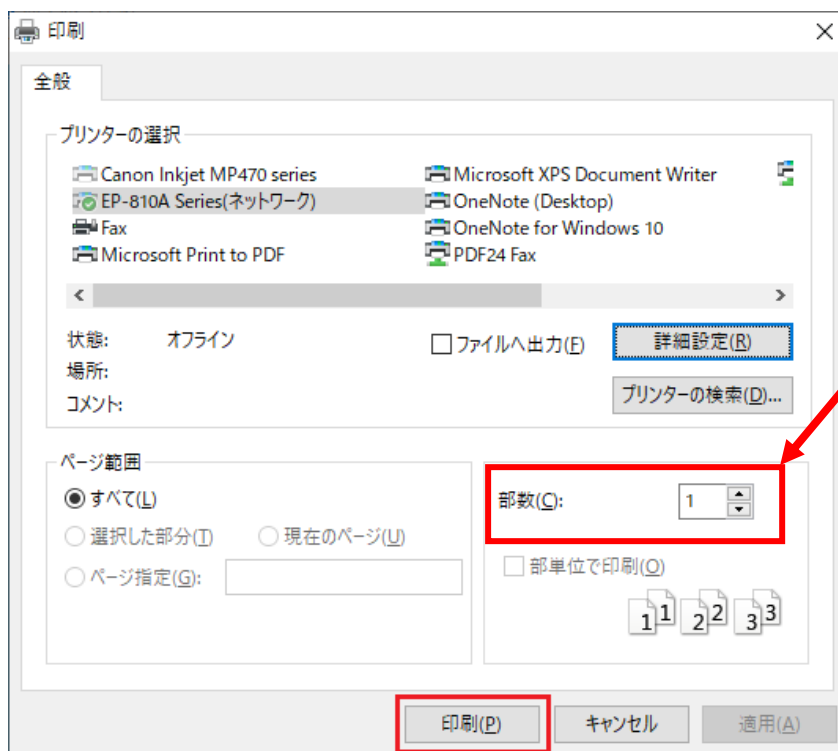 印刷
全般
プリンターの選択
Canon Inkjet MP470 series
Microsoft XPS Document Writer
EP-810A Series(ネットワーク)
OneNote (Desktop)
Fax
OneNote for Windows 10
Microsoft Print to PDF
PDF24 Fax
状態: オフライン
ファイルへ出力(F)
詳細設定(R)
場所:
プリンターの検索(D)...
コメント:
ページ範囲
すべて(L)
選択した部分(T)
現在のページ(U)
ページ指定(G):
部数(C): 1
部単位で印刷(O)
1 1 2 2 3 3
印刷(P)
キャンセル
適用(A)